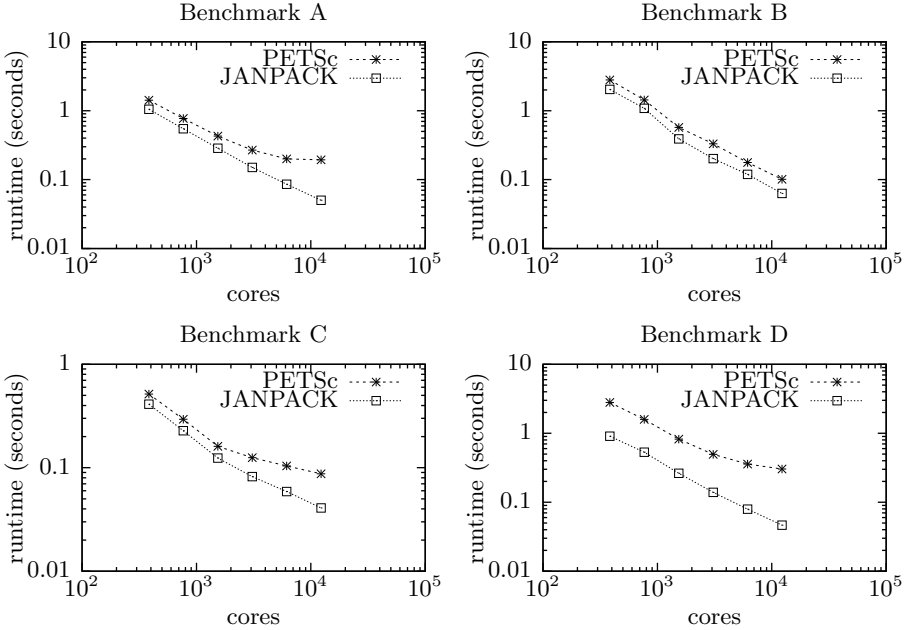 Benchmark A
10
1
0.1
0.01
runtime (seconds)
PETSc
JANPACK
10^2 10^3 10^4 10^5
cores
Benchmark B
10
1
0.1
0.01
runtime (seconds)
PETSc
JANPACK
10^2 10^3 10^4 10^5
cores
Benchmark C
1
0.1
0.01
runtime (seconds)
PETSc
JANPACK
10^2 10^3 10^4 10^5
cores
Benchmark D
10
1
0.1
0.01
runtime (seconds)
PETSc
JANPACK
10^2 10^3 10^4 10^5
cores